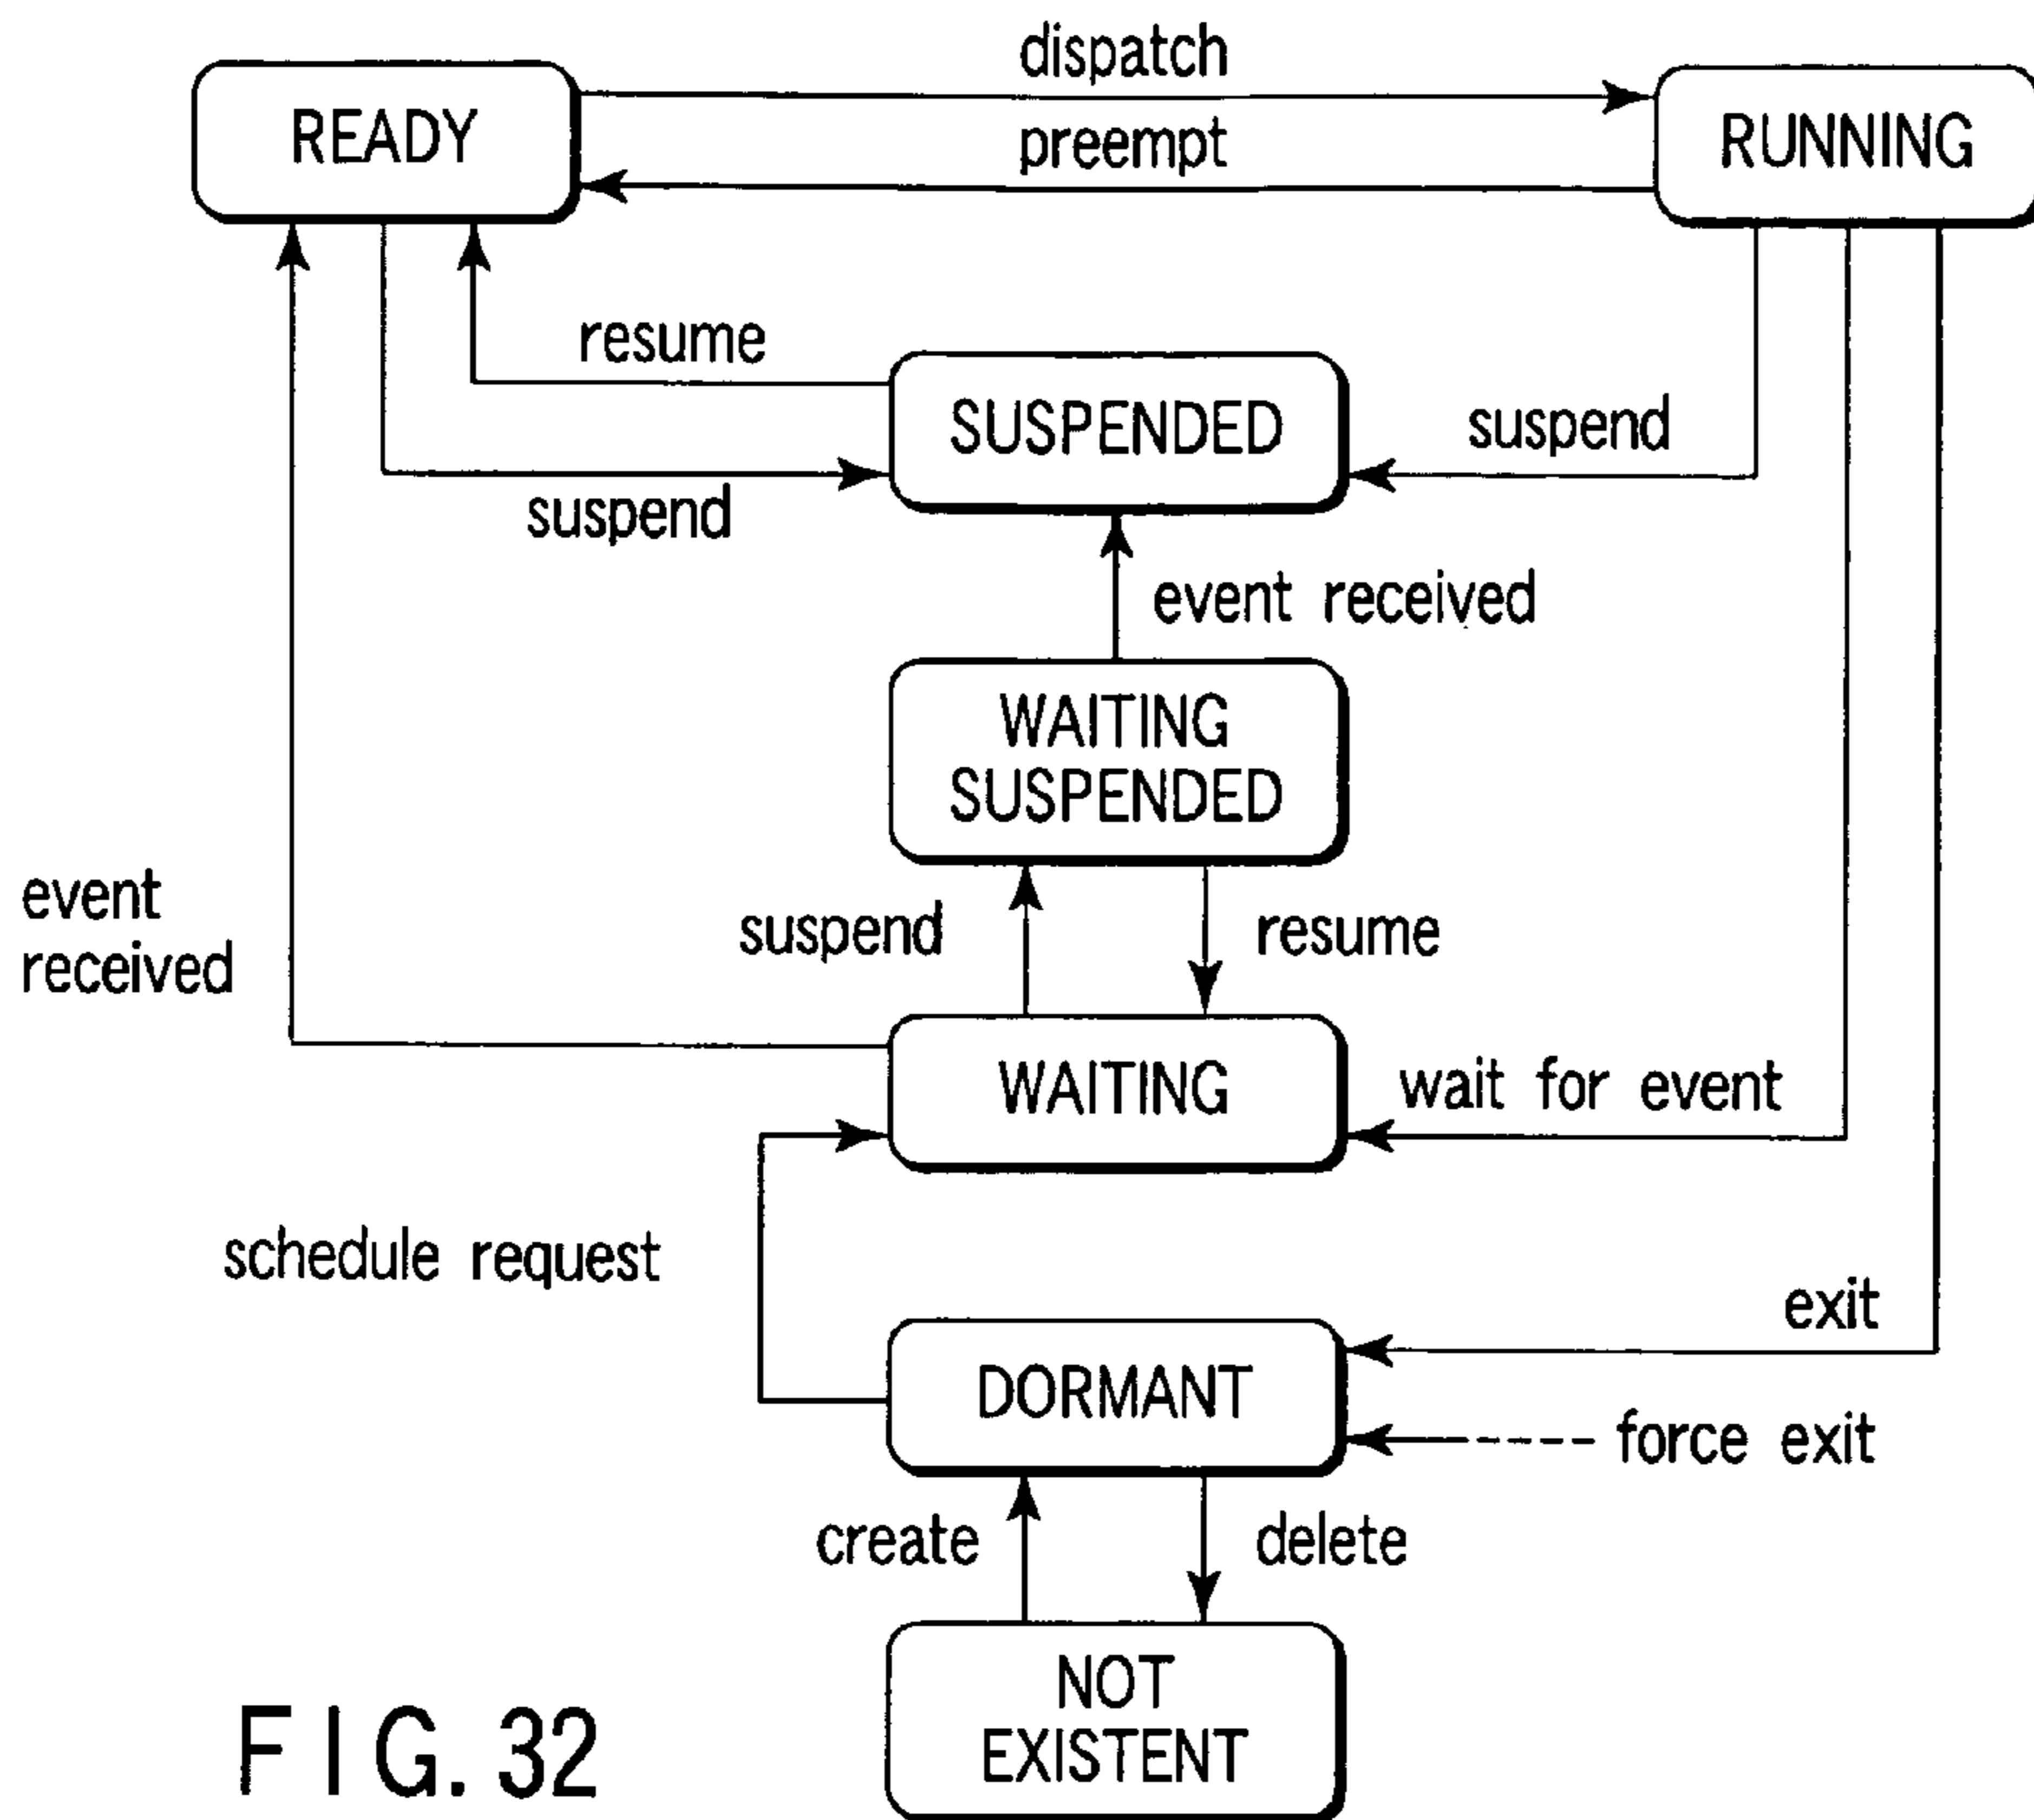 dispatch
READY
RUNNING
preempt
resume
SUSPENDED
suspend
suspend
event received
WAITING
SUSPENDED
event
received
suspend
resume
WAITING
wait for event
schedule request
exit
DORMANT
force exit
create
delete
NOT
EXISTENT
FIG. 32